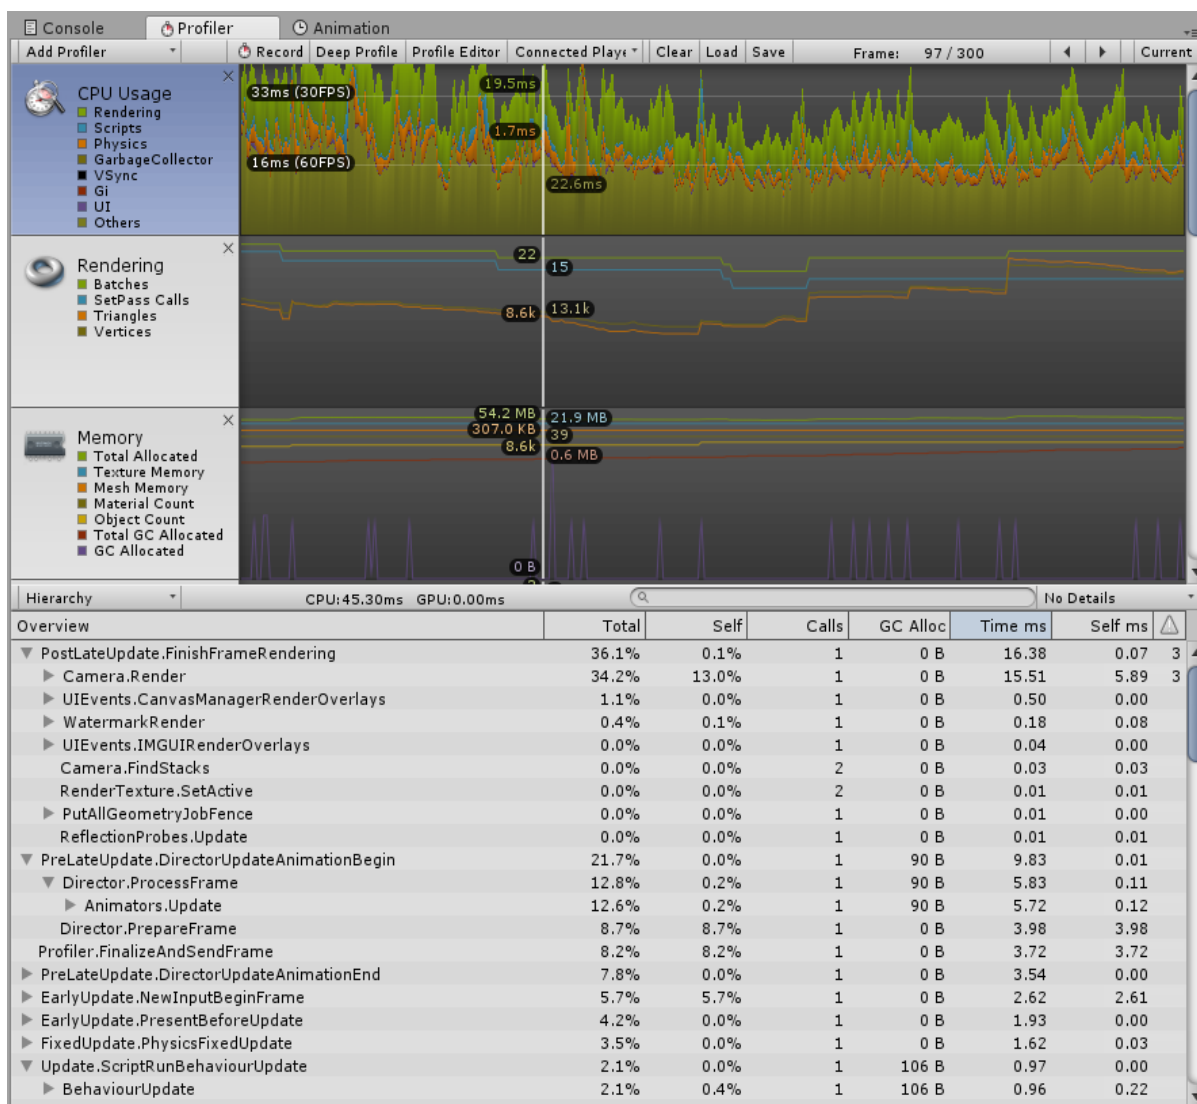 Console Profiler Animation
Add Profiler Record Deep Profile Profile Editor Connected Playe Clear Load Save Frame: 97 / 300 Current
CPU Usage
Rendering
Scripts
Physics
GarbageCollector
VSync
Gi
UI
Others
33ms (30FPS)
19.5ms
1.7ms
16ms (60FPS)
22.6ms
Rendering
Batches
SetPass Calls
Triangles
Vertices
22
15
8.6k
13.1k
Memory
Total Allocated
Texture Memory
Mesh Memory
Material Count
Object Count
Total GC Allocated
GC Allocated
54.2 MB
21.9 MB
307.0 KB
39
8.6k
0.6 MB
0 B
Hierarchy CPU:45.30ms GPU:0.00ms No Details
Overview Total Self Calls GC Alloc Time ms Self ms
PostLateUpdate.FinishFrameRendering 36.1% 0.1% 1 0 B 16.38 0.07 3
Camera.Render 34.2% 13.0% 1 0 B 15.51 5.89 3
UIEvents.CanvasManagerRenderOverlays 1.1% 0.0% 1 0 B 0.50 0.00
WatermarkRender 0.4% 0.1% 1 0 B 0.18 0.08
UIEvents.IMGUIRenderOverlays 0.0% 0.0% 1 0 B 0.04 0.00
Camera.FindStacks 0.0% 0.0% 2 0 B 0.03 0.03
RenderTexture.SetActive 0.0% 0.0% 2 0 B 0.01 0.01
PutAllGeometryJobFence 0.0% 0.0% 1 0 B 0.01 0.00
ReflectionProbes.Update 0.0% 0.0% 1 0 B 0.01 0.01
PreLateUpdate.DirectorUpdateAnimationBegin 21.7% 0.0% 1 90 B 9.83 0.01
Director.ProcessFrame 12.8% 0.2% 1 90 B 5.83 0.11
Animators.Update 12.6% 0.2% 1 90 B 5.72 0.12
Director.PrepareFrame 8.7% 8.7% 1 0 B 3.98 3.98
Profiler.FinalizeAndSendFrame 8.2% 8.2% 1 0 B 3.72 3.72
PreLateUpdate.DirectorUpdateAnimationEnd 7.8% 0.0% 1 0 B 3.54 0.00
EarlyUpdate.NewInputBeginFrame 5.7% 5.7% 1 0 B 2.62 2.61
EarlyUpdate.PresentBeforeUpdate 4.2% 0.0% 1 0 B 1.93 0.00
FixedUpdate.PhysicsFixedUpdate 3.5% 0.0% 1 0 B 1.62 0.03
Update.ScriptRunBehaviourUpdate 2.1% 0.0% 1 106 B 0.97 0.00
BehaviourUpdate 2.1% 0.4% 1 106 B 0.96 0.22